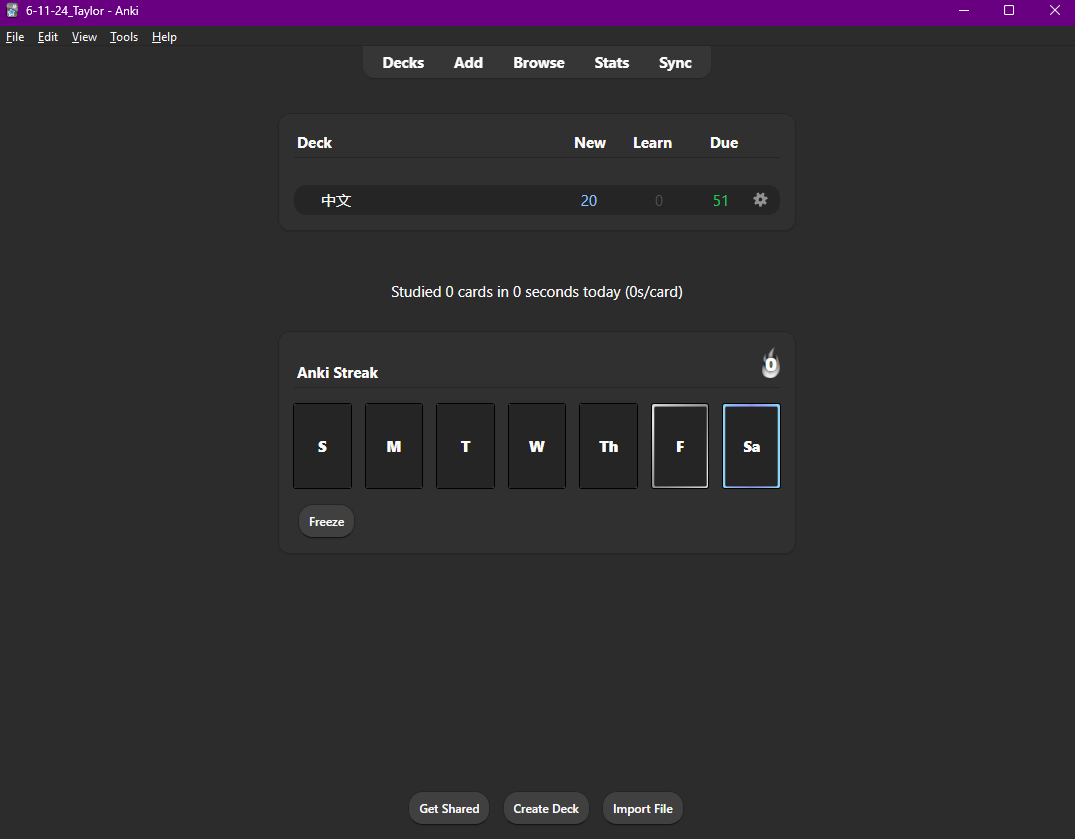 6-11-24_Taylor - Anki
File Edit View Tools Help
Decks Add Browse Stats Sync
Deck New Learn Due
中文 20 0 51
Studied 0 cards in 0 seconds today (0s/card)
Anki Streak 0
S M T W Th F Sa
Freeze
Get Shared Create Deck Import File